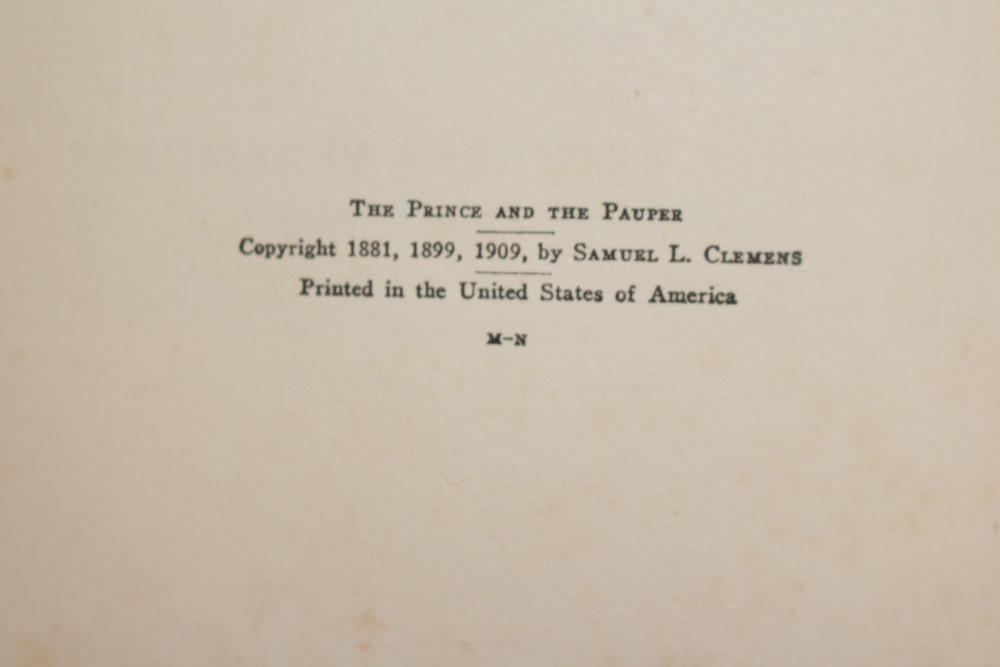 THE PRINCE AND THE PAUPER
Copyright 1881, 1899, 1909, by SAMUEL L. CLEMENS
Printed in the United States of America
M-N